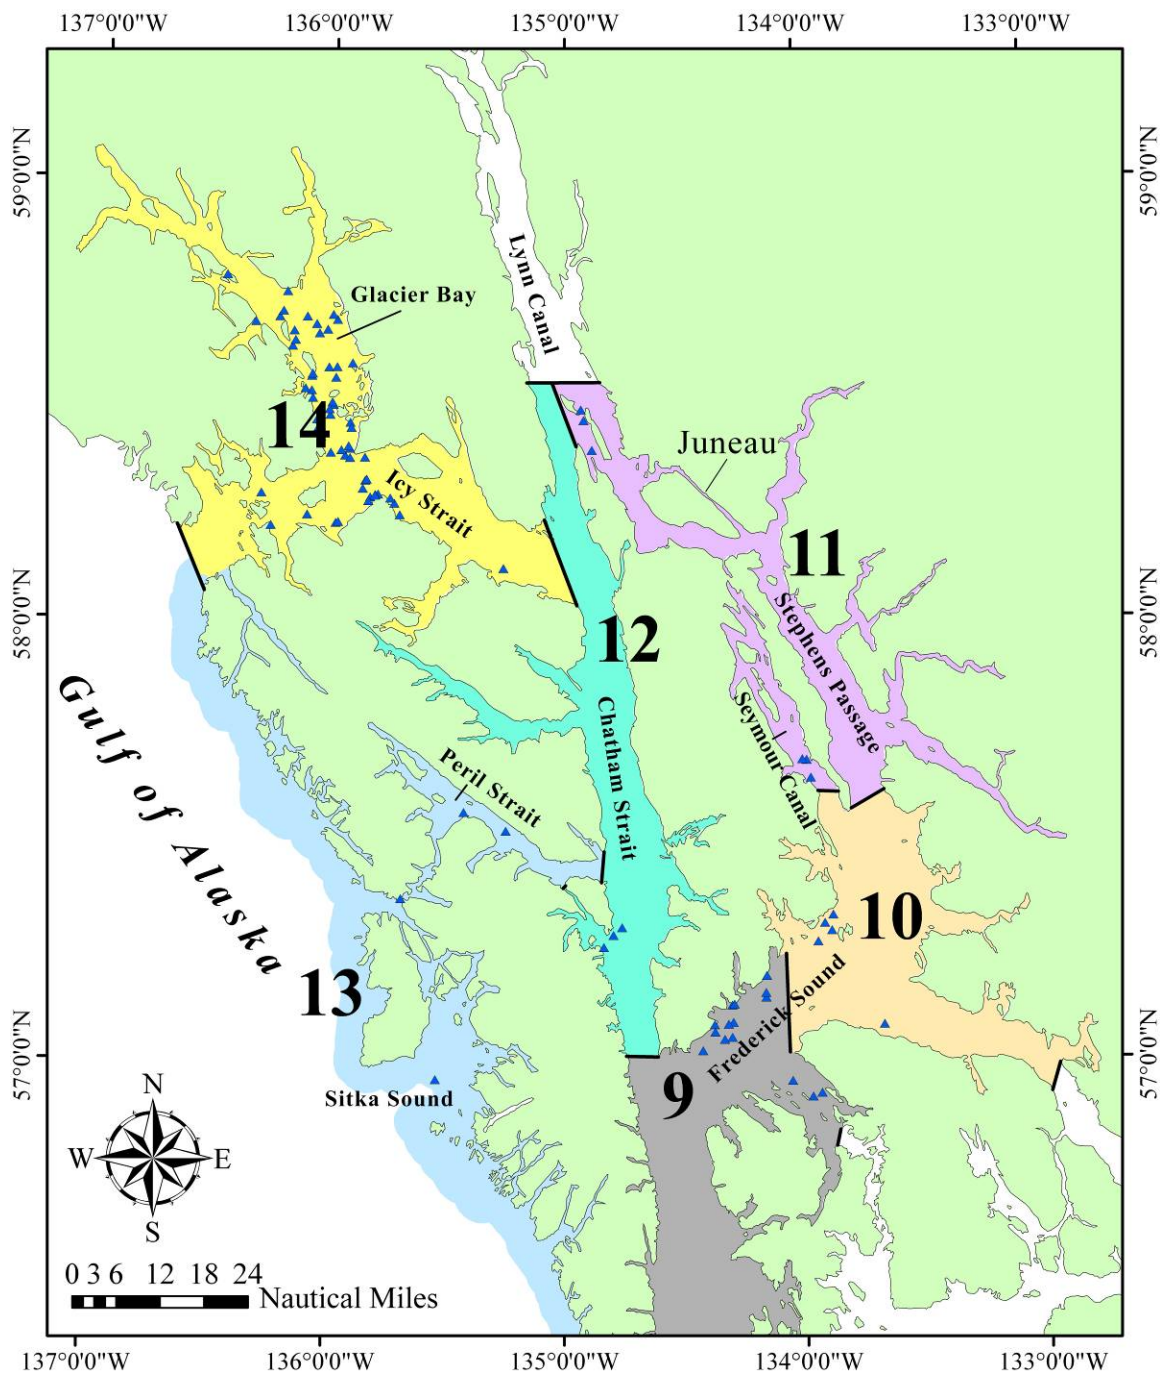 137°0'0"W 136°0'0"W 135°0'0"W 134°0'0"W 133°0'0"W
59°0'0"N
59°0'0"N
Lynn Canal
Glacier Bay
14
Juneau
Icy Strait
11
58°0'0"N
58°0'0"N
12
Stephens Passage
Seymour Canal
Gulf of Alaska
Chatham Strait
Peril Strait
10
13
Frederick Sound
57°0'0"N
57°0'0"N
9
Sitka Sound
N
W E
S
0 3 6 12 18 24
Nautical Miles
137°0'0"W 136°0'0"W 135°0'0"W 134°0'0"W 133°0'0"W